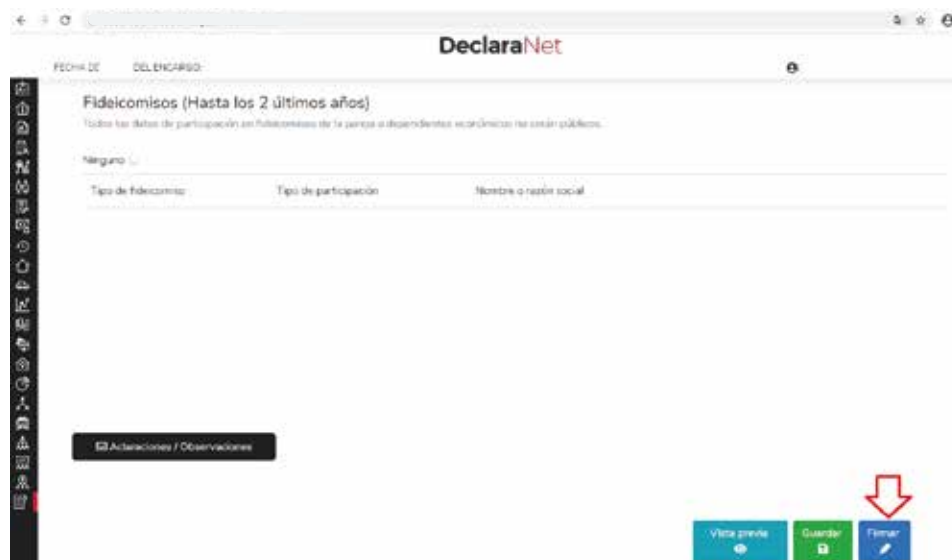 DeclaraNet
FECHA DE DEL ENCARGO:
Fideicomisos (Hasta los 2 últimos años)
Todos los datos de participación en fideicomisos de la pareja o dependientes económicos no serán públicos.
Ninguno
Tipo de fideicomiso Tipo de participación Nombre o razón social
Aclaraciones / Observaciones
Vista previa Guardar Firmar